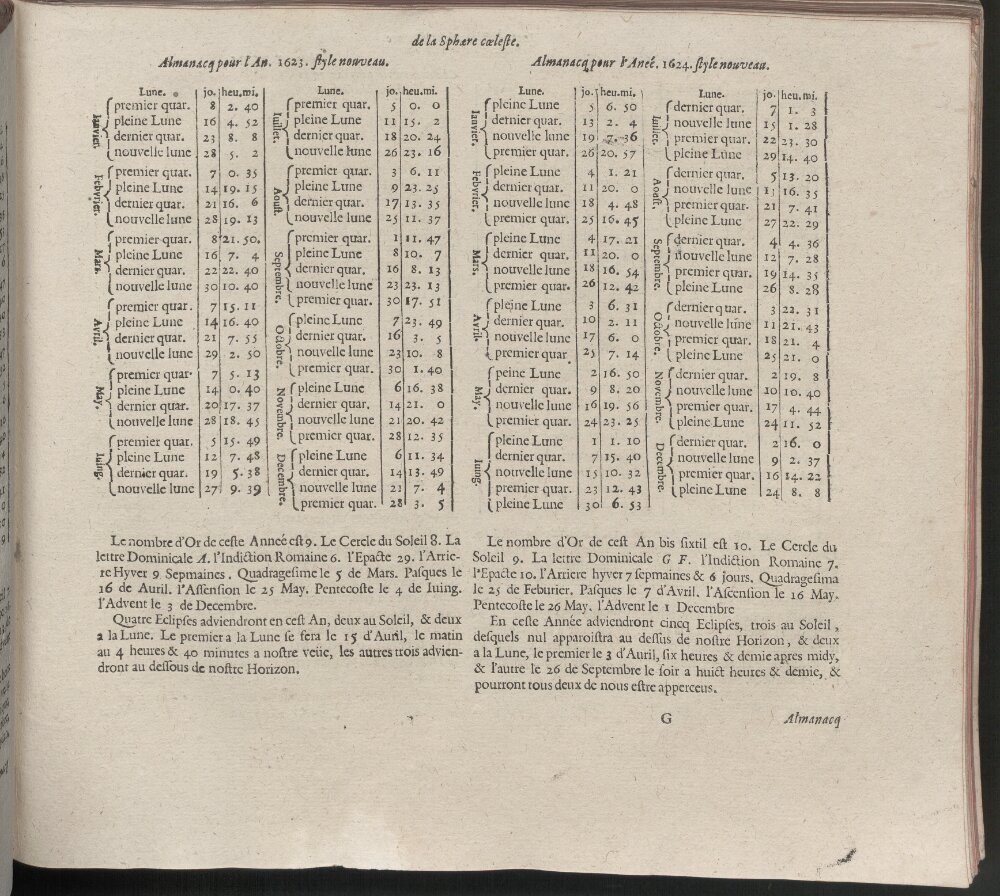 de la Sphære cœleste.
Almanacq pour l'An. 1623. style nouveau.
Lune. jo. heu. mi.
Ianvier.
premier quar. 8 2. 40
pleine Lune 16 4. 52
dernier quar. 23 8. 8
nouvelle lune 28 5. 2
Febvrier.
premier quar. 7 0. 35
pleine Lune 14 19. 15
dernier quar. 21 16. 6
nouvelle lune 28 19. 13
Mars.
premier quar. 8 21. 50.
pleine Lune 16 7. 4
dernier quar. 22 22. 40
nouvelle lune 30 10. 40
Avril.
premier quar. 7 15. 11
pleine Lune 14 16. 40
dernier quar. 21 7. 55
nouvelle lune 29 2. 50
May.
premier quar. 7 5. 13
pleine Lune 14 0. 40
dernier quar. 20 17. 37
nouvelle lune 28 18. 45
Iuing.
premier quar. 5 15. 49
pleine Lune 12 7. 48
dernier quar. 19 5. 38
nouvelle lune 27 9. 39
Lune. jo. heu. mi.
Iuillet.
premier quar. 5 0. 0
pleine Lune 11 15. 2
dernier quar. 18 20. 24
nouvelle lune 26 23. 16
Aoust.
premier quar. 3 6. 11
pleine Lune 9 23. 25
dernier quar. 17 13. 35
nouvelle lune 25 11. 37
Septembre.
premier quar. 1 11. 47
pleine Lune 8 10. 7
dernier quar. 16 8. 13
nouvelle lune 23 23. 13
premier quar. 30 17. 51
Octobre.
pleine Lune 7 23. 49
dernier quar. 16 3. 5
nouvelle lune 23 10. 8
premier quar. 30 1. 40
Novembre.
pleine Lune 6 16. 38
dernier quar. 14 21. 0
nouvelle lune 21 20. 42
premier quar. 28 12. 35
Decembre.
pleine Lune 6 11. 34
dernier quar. 14 13. 49
nouvelle lune 21 7. 4
premier quar. 28 3. 5
Le nombre d'Or de ceste Anneé est 9. Le Cercle du Soleil 8. La
lettre Dominicale A. l'Indiction Romaine 6. l'Epacte 29. l'Arrie-
re Hyver 9 Sepmaines. Quadragesime le 5 de Mars. Pasques le
16 de Auril. l'Assension le 25 May. Pentecoste le 4 de Iuing.
l'Advent le 3 de Decembre.
Quatre Eclipses adviendront en cest An, deux au Soleil, & deux
a la Lune. Le premier a la Lune se fera le 15 d'Auril, le matin
au 4 heures & 40 minutes a nostre veüe, les autres trois advien-
dront au dessous de nostre Horizon.
Almanacq pour l'Aneé. 1624. style nouveau.
Lune. jo. heu. mi.
Ianvier.
pleine Lune 5 6. 50
dernier quar. 13 2. 4
nouvelle lune 19 7. 36
premier quar. 26 20. 57
Febvrier.
pleine Lune 4 1. 21
dernier quar. 11 20. 0
nouvelle lune 18 4. 48
premier quar. 25 16. 45
Mars.
pleine Lune 4 17. 21
dernier quar. 11 20. 0
nouvelle lune 18 16. 54
premier quar. 26 12. 42
Avril.
pleine Lune 3 6. 31
dernier quar. 10 2. 11
nouvelle lune 17 6. 0
premier quar 25 7. 14
May.
peine Lune 2 16. 50
dernier quar. 9 8. 20
nouvelle lune 16 19. 56
premier quar. 24 23. 25
Iuing.
pleine Lune 1 1. 10
dernier quar. 7 15. 40
nouvelle lune 15 10. 32
premier quar. 23 12. 43
pleine Lune 30 6. 53
Lune. jo. heu. mi.
Iuillet.
dernier quar. 7 1. 3
nouvelle lune 15 1. 28
premier quar. 22 23. 30
pleine Lune 29 14. 40
Aoust.
dernier quar. 5 13. 20
nouvelle lune 13 16. 35
premier quar. 21 7. 41
pleine Lune 27 22. 29
Septembre.
dernier quar. 4 4. 36
nouvelle lune 12 7. 28
premier quar. 19 14. 35
pleine Lune 26 8. 28
Octobre.
dernier quar. 3 22. 31
nouvelle lune 11 21. 43
premier quar. 18 21. 4
pleine Lune 25 21. 0
Novembre.
dernier quar. 2 19. 8
nouvelle lune 10 10. 40
premier quar. 17 4. 44
pleine Lune 24 11. 52
Decembre.
dernier quar. 2 16. 0
nouvelle lune 9 2. 37
premier quar. 16 14. 22
pleine Lune 24 8. 8
Le nombre d'Or de cest An bis sixtil est 10. Le Cercle du
Soleil 9. La lettre Dominicale G F. l'Indiction Romaine 7.
l'Epacte 10. l'Arriere hyver 7 sepmaines & 6 jours. Quadragesima
le 25 de Feburier. Pasques le 7 d'Avril. l'Ascension le 16 May.
Pentecoste le 26 May. l'Advent le 1 Decembre
En ceste Année adviendront cincq Eclipses, trois au Soleil,
desquels nul apparoistra au dessus de nostre Horizon, & deux
a la Lune, le premier le 3 d'Auril, six heures & demie apres midy,
& l'autre le 26 de Septembre le soir a huict heures & demie, &
pourront tous deux de nous estre apperceus.
G
Almanacq